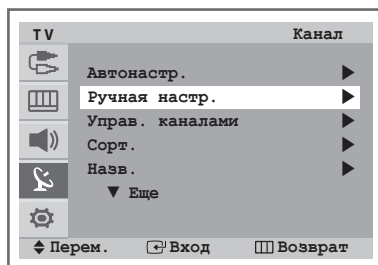 TV Канал
Автонастр.
Ручная настр.
Управ. каналами
Сорт.
Назв.
▼ Еще
Перем. Вход Возврат